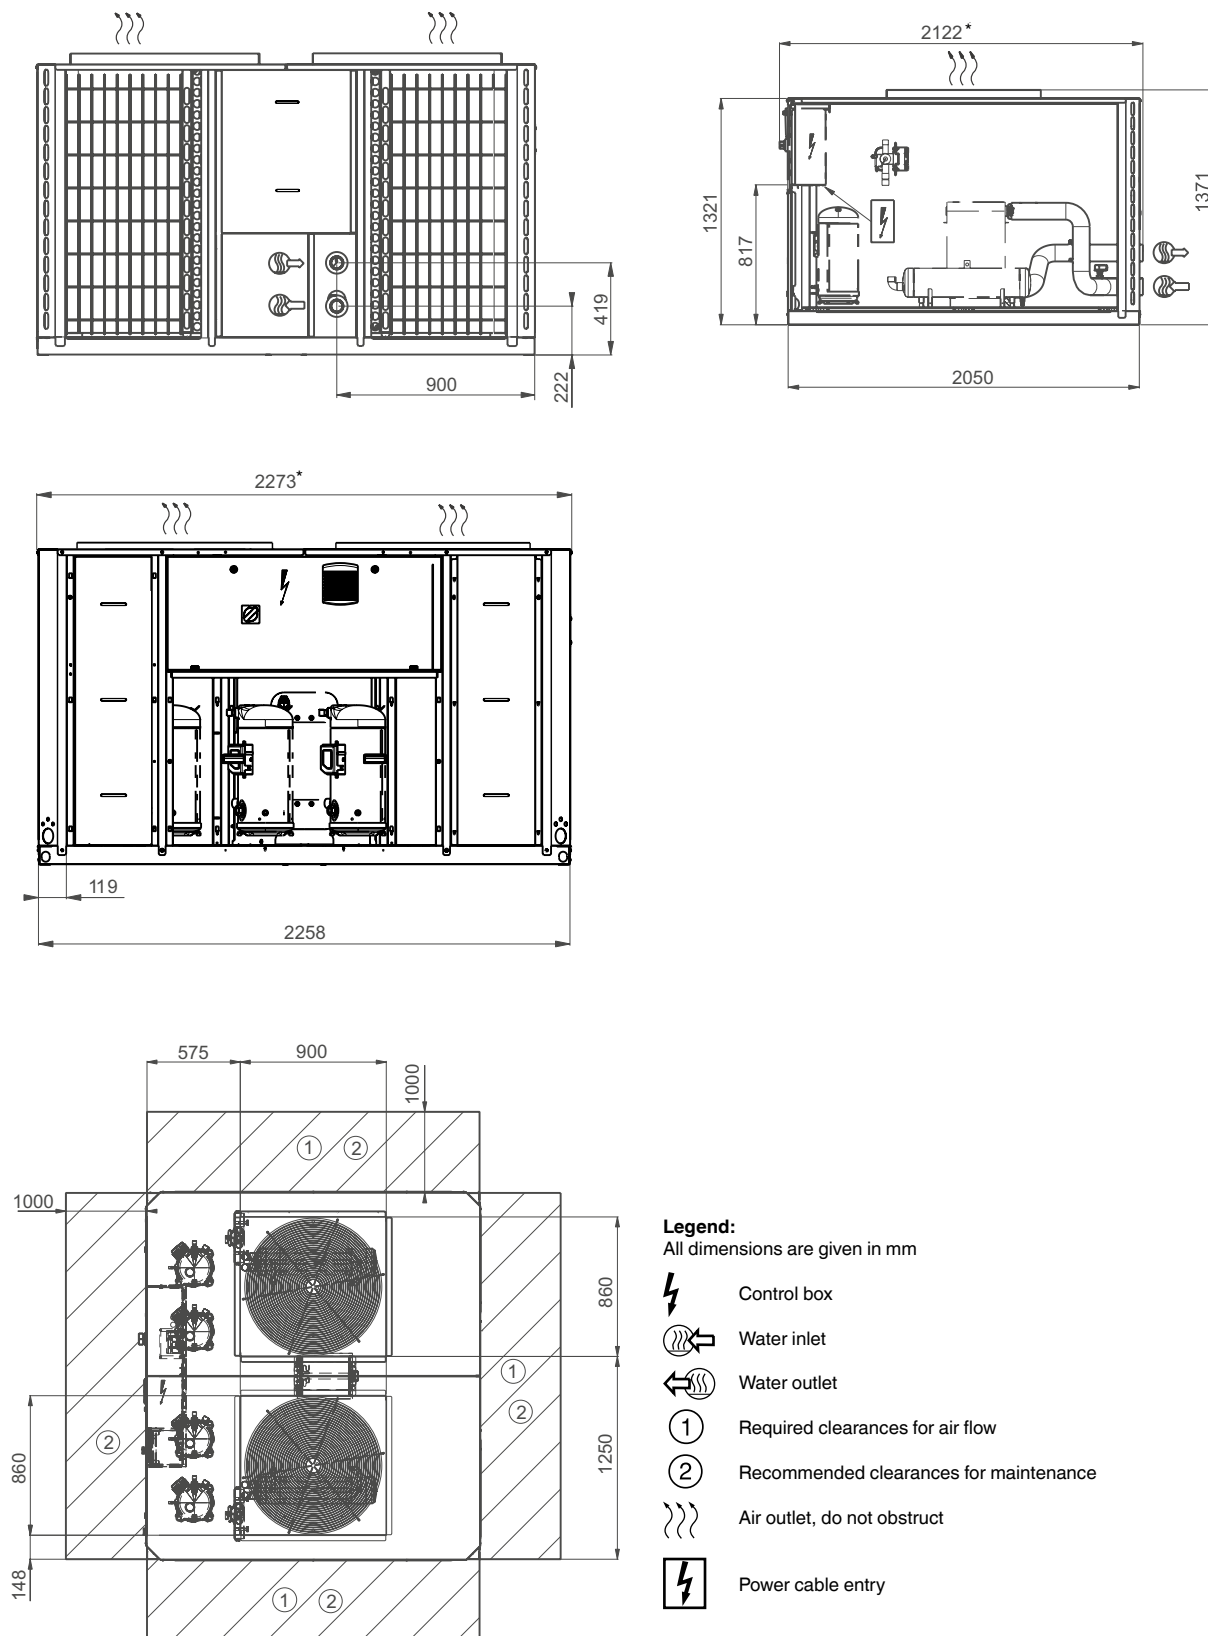 2122*
1321
817
1371
2050
419
222
900
2273*
119
2258
575
900
1000
1 2
1000
860
1
2
2
860
1250
148
1 2
Legend:
All dimensions are given in mm
Control box
Water inlet
Water outlet
1 Required clearances for air flow
2 Recommended clearances for maintenance
Air outlet, do not obstruct
Power cable entry